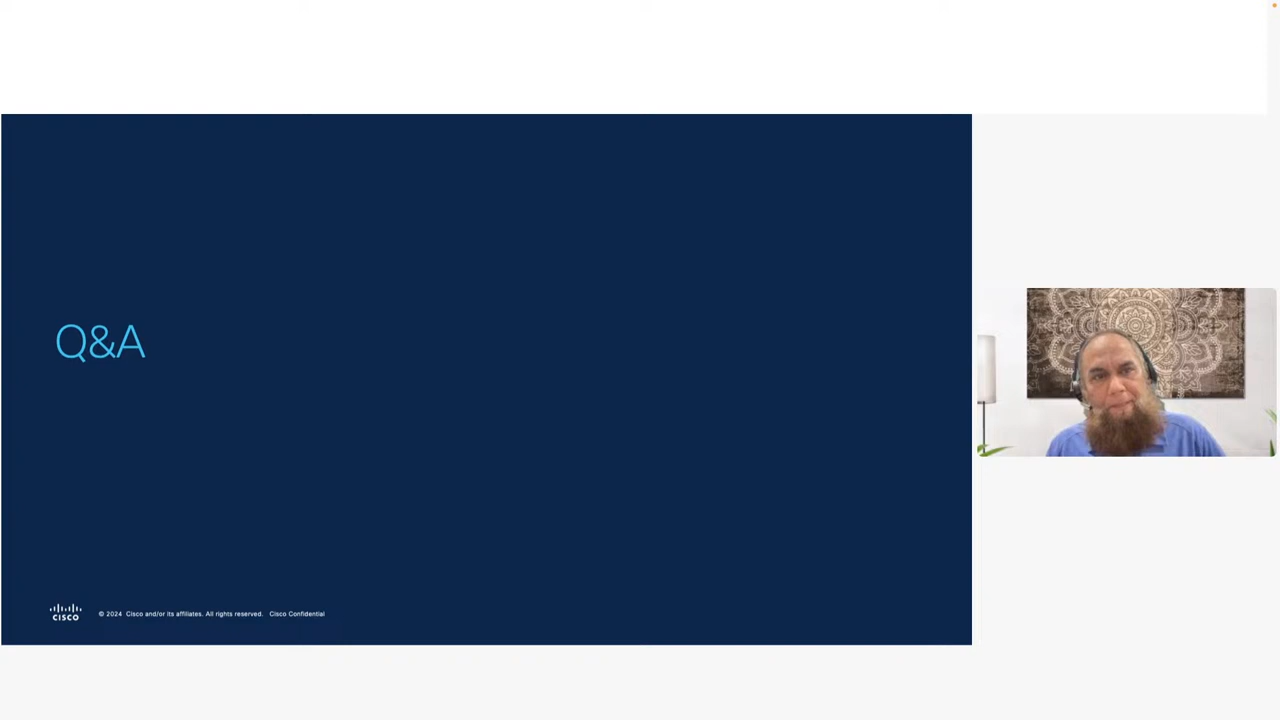 Q&A
CISCO
© 2024 Cisco and/or its affiliates. All rights reserved. Cisco Confidential